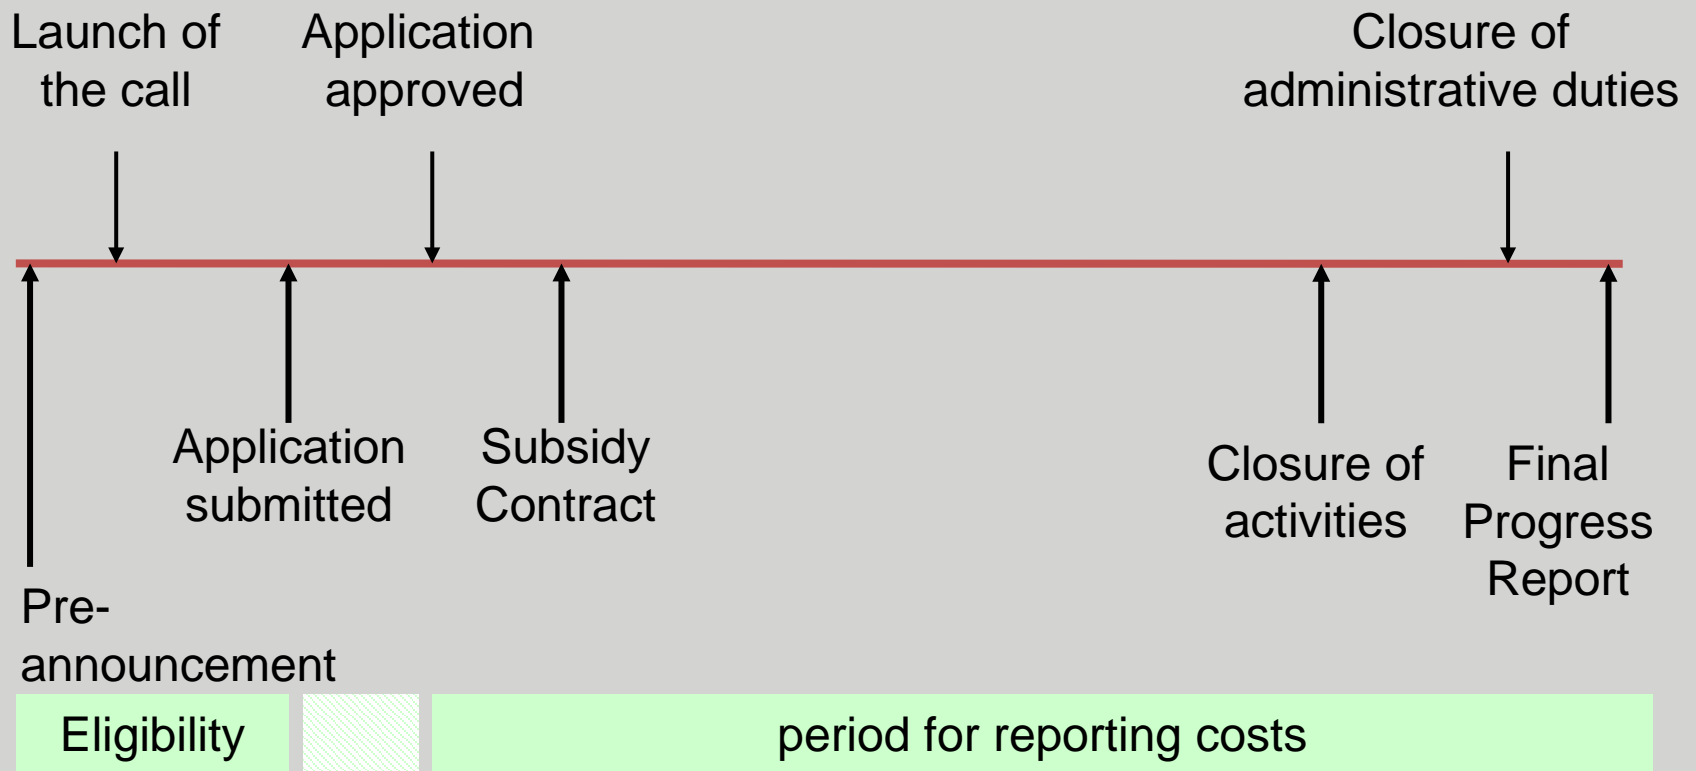 Launch of
the call
Application
approved
Closure of
administrative duties
Application
submitted
Subsidy
Contract
Closure of
activities
Final
Progress
Report
Pre-
announcement
Eligibility
period for reporting costs